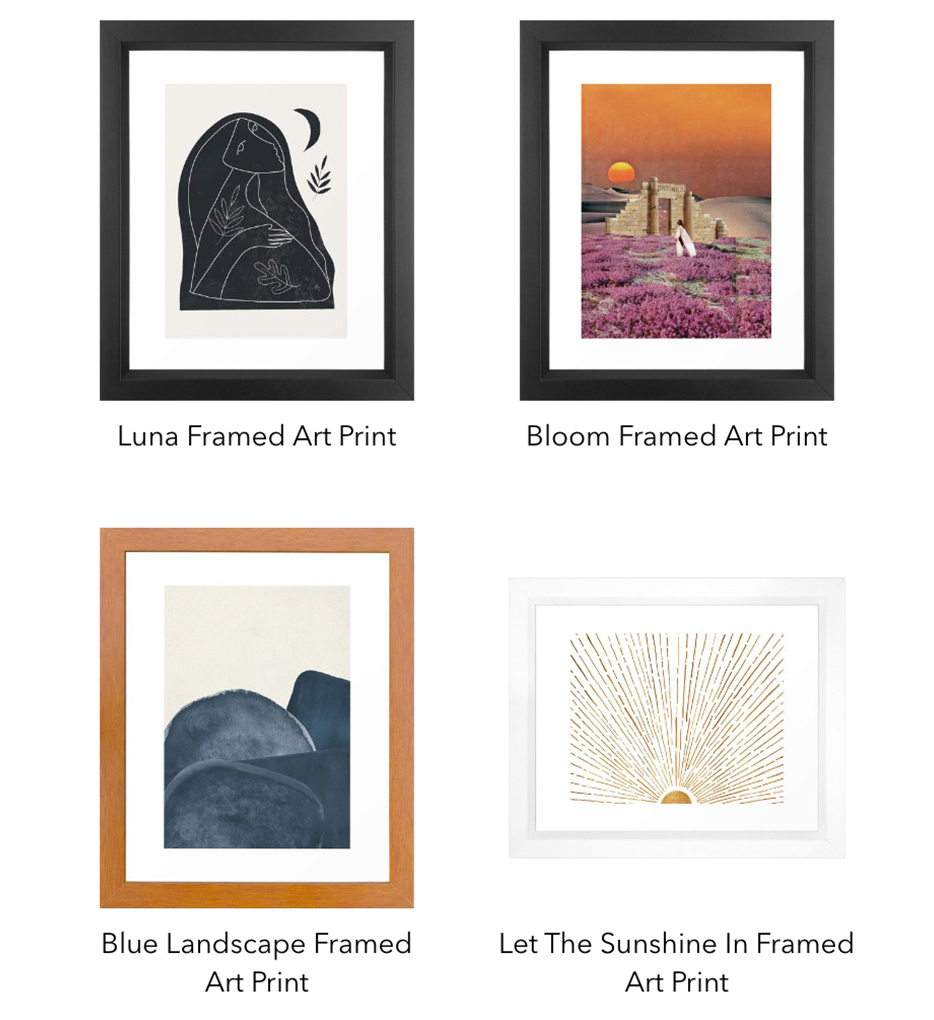 Luna Framed Art Print
Bloom Framed Art Print
Blue Landscape Framed
Art Print
Let The Sunshine In Framed
Art Print